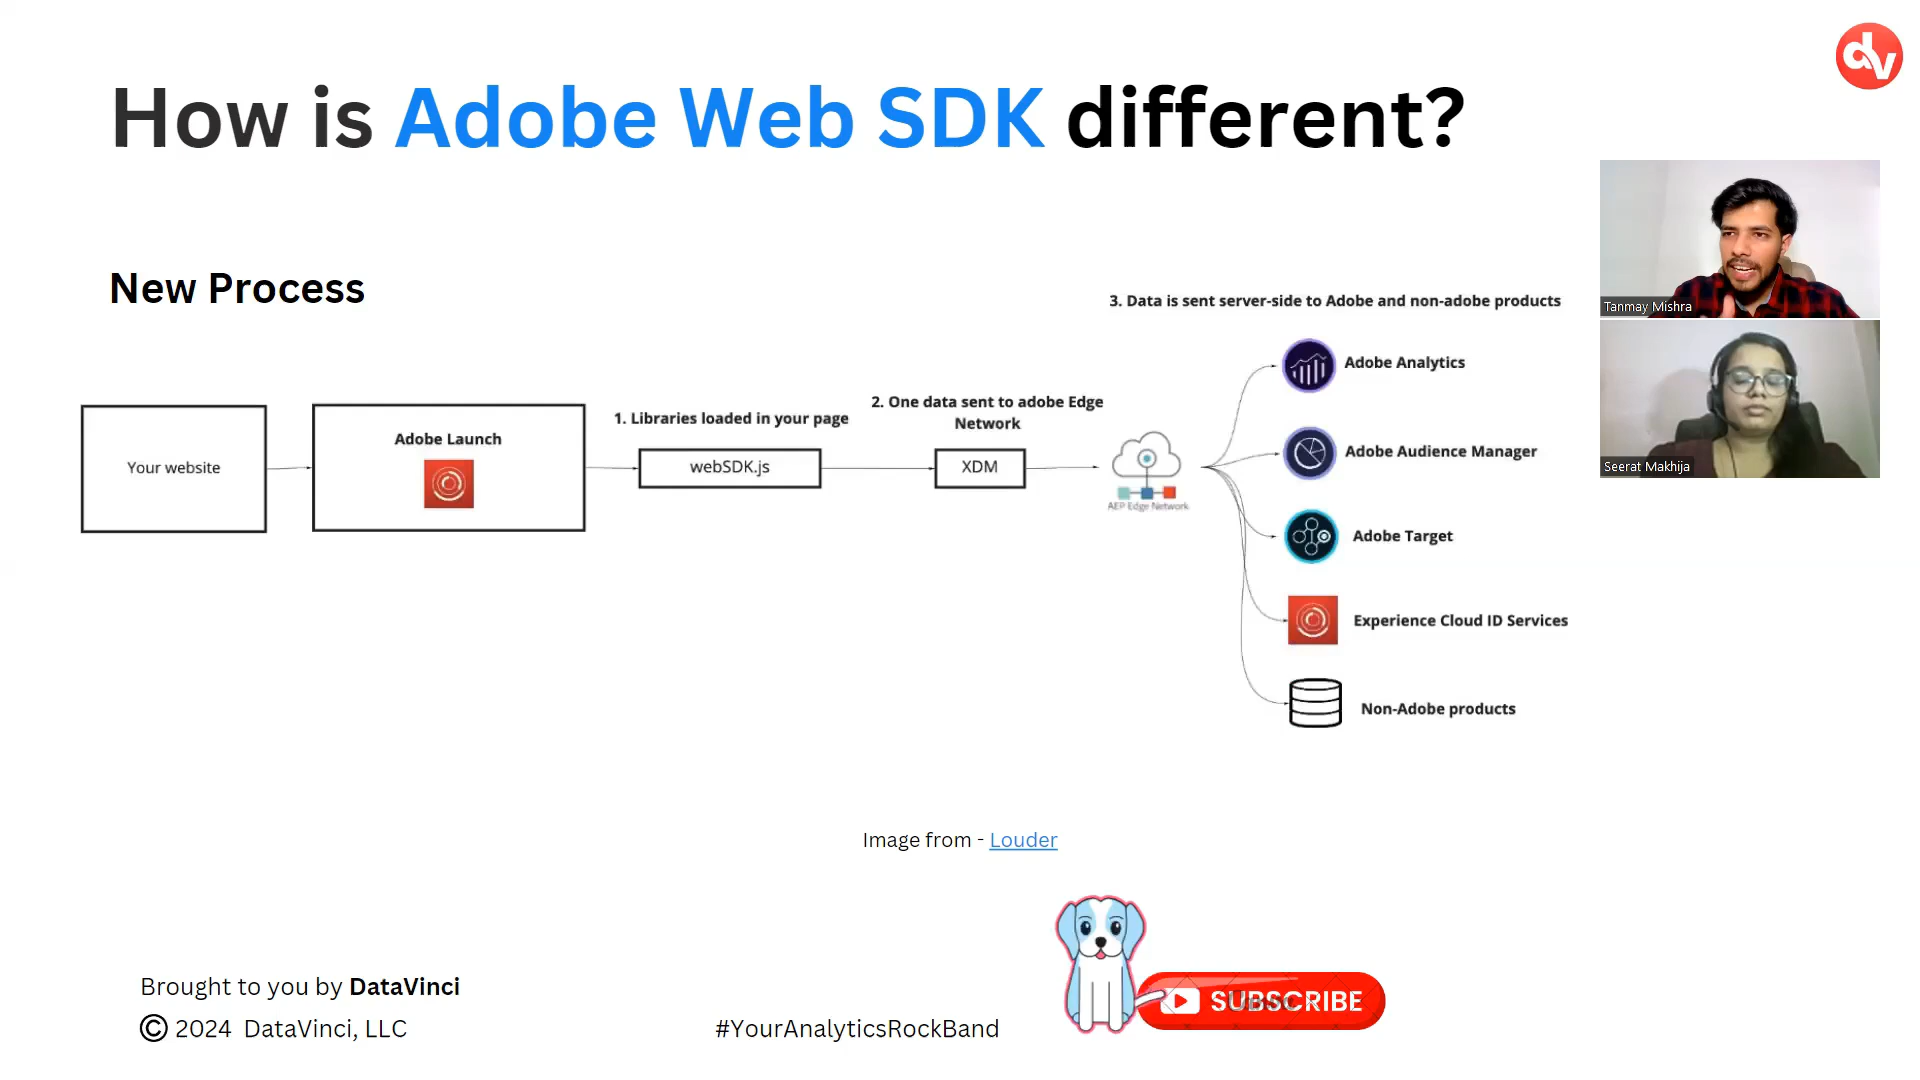 dv
How is Adobe Web SDK different?
New Process
3. Data is sent server-side to Adobe and non-adobe products
Tanmay Mishra
Adobe Analytics
2. One data sent to adobe Edge
Network
1. Libraries loaded in your page
Adobe Launch
Your website
webSDK.js
XDM
AEP Edge Network
Adobe Audience Manager
Seerat Makhija
Adobe Target
Experience Cloud ID Services
Non-Adobe products
Image from - Louder
Brought to you by DataVinci
© 2024 DataVinci, LLC
#YourAnalyticsRockBand
SUBSCRIBE